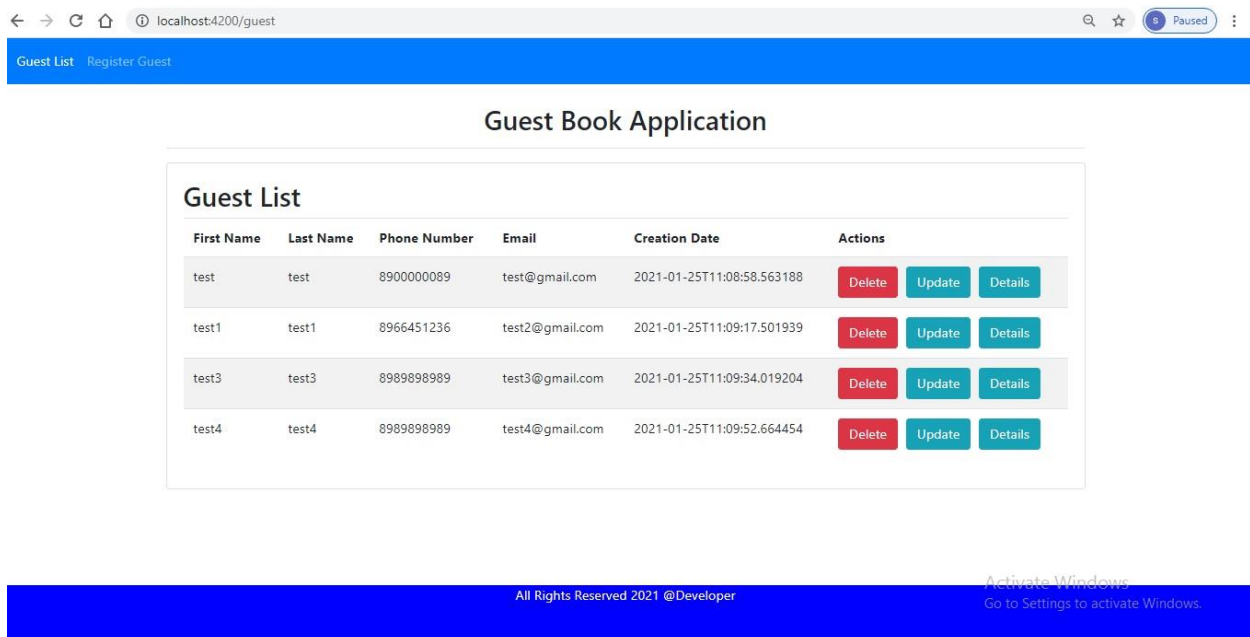 localhost:4200/guest
S Paused
Guest List Register Guest
Guest Book Application
Guest List
First Name Last Name Phone Number Email Creation Date Actions
test test 8900000089 test@gmail.com 2021-01-25T11:08:58.563188 Delete Update Details
test1 test1 8966451236 test2@gmail.com 2021-01-25T11:09:17.501939 Delete Update Details
test3 test3 8989898989 test3@gmail.com 2021-01-25T11:09:34.019204 Delete Update Details
test4 test4 8989898989 test4@gmail.com 2021-01-25T11:09:52.664454 Delete Update Details
Activate Windows
All Rights Reserved 2021 @Developer
Go to Settings to activate Windows.